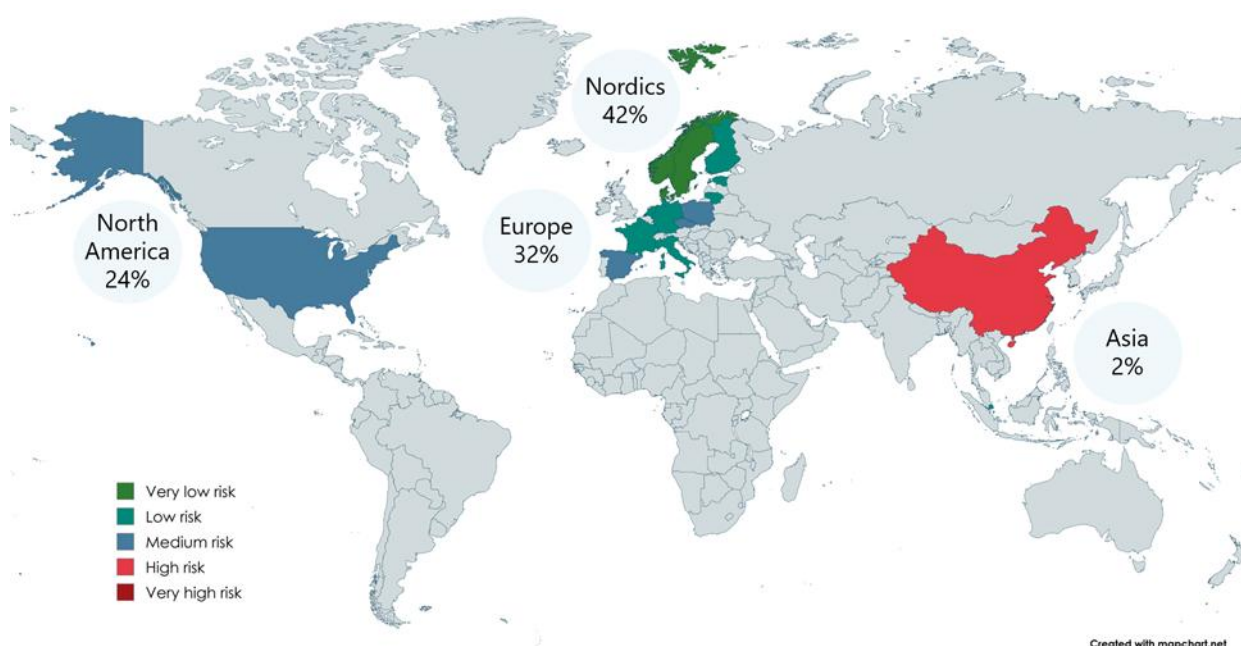 Nordics
42%
North
America
24%
Europe
32%
Asia
2%
Very low risk
Low risk
Medium risk
High risk
Very high risk
Created with mapchart.net